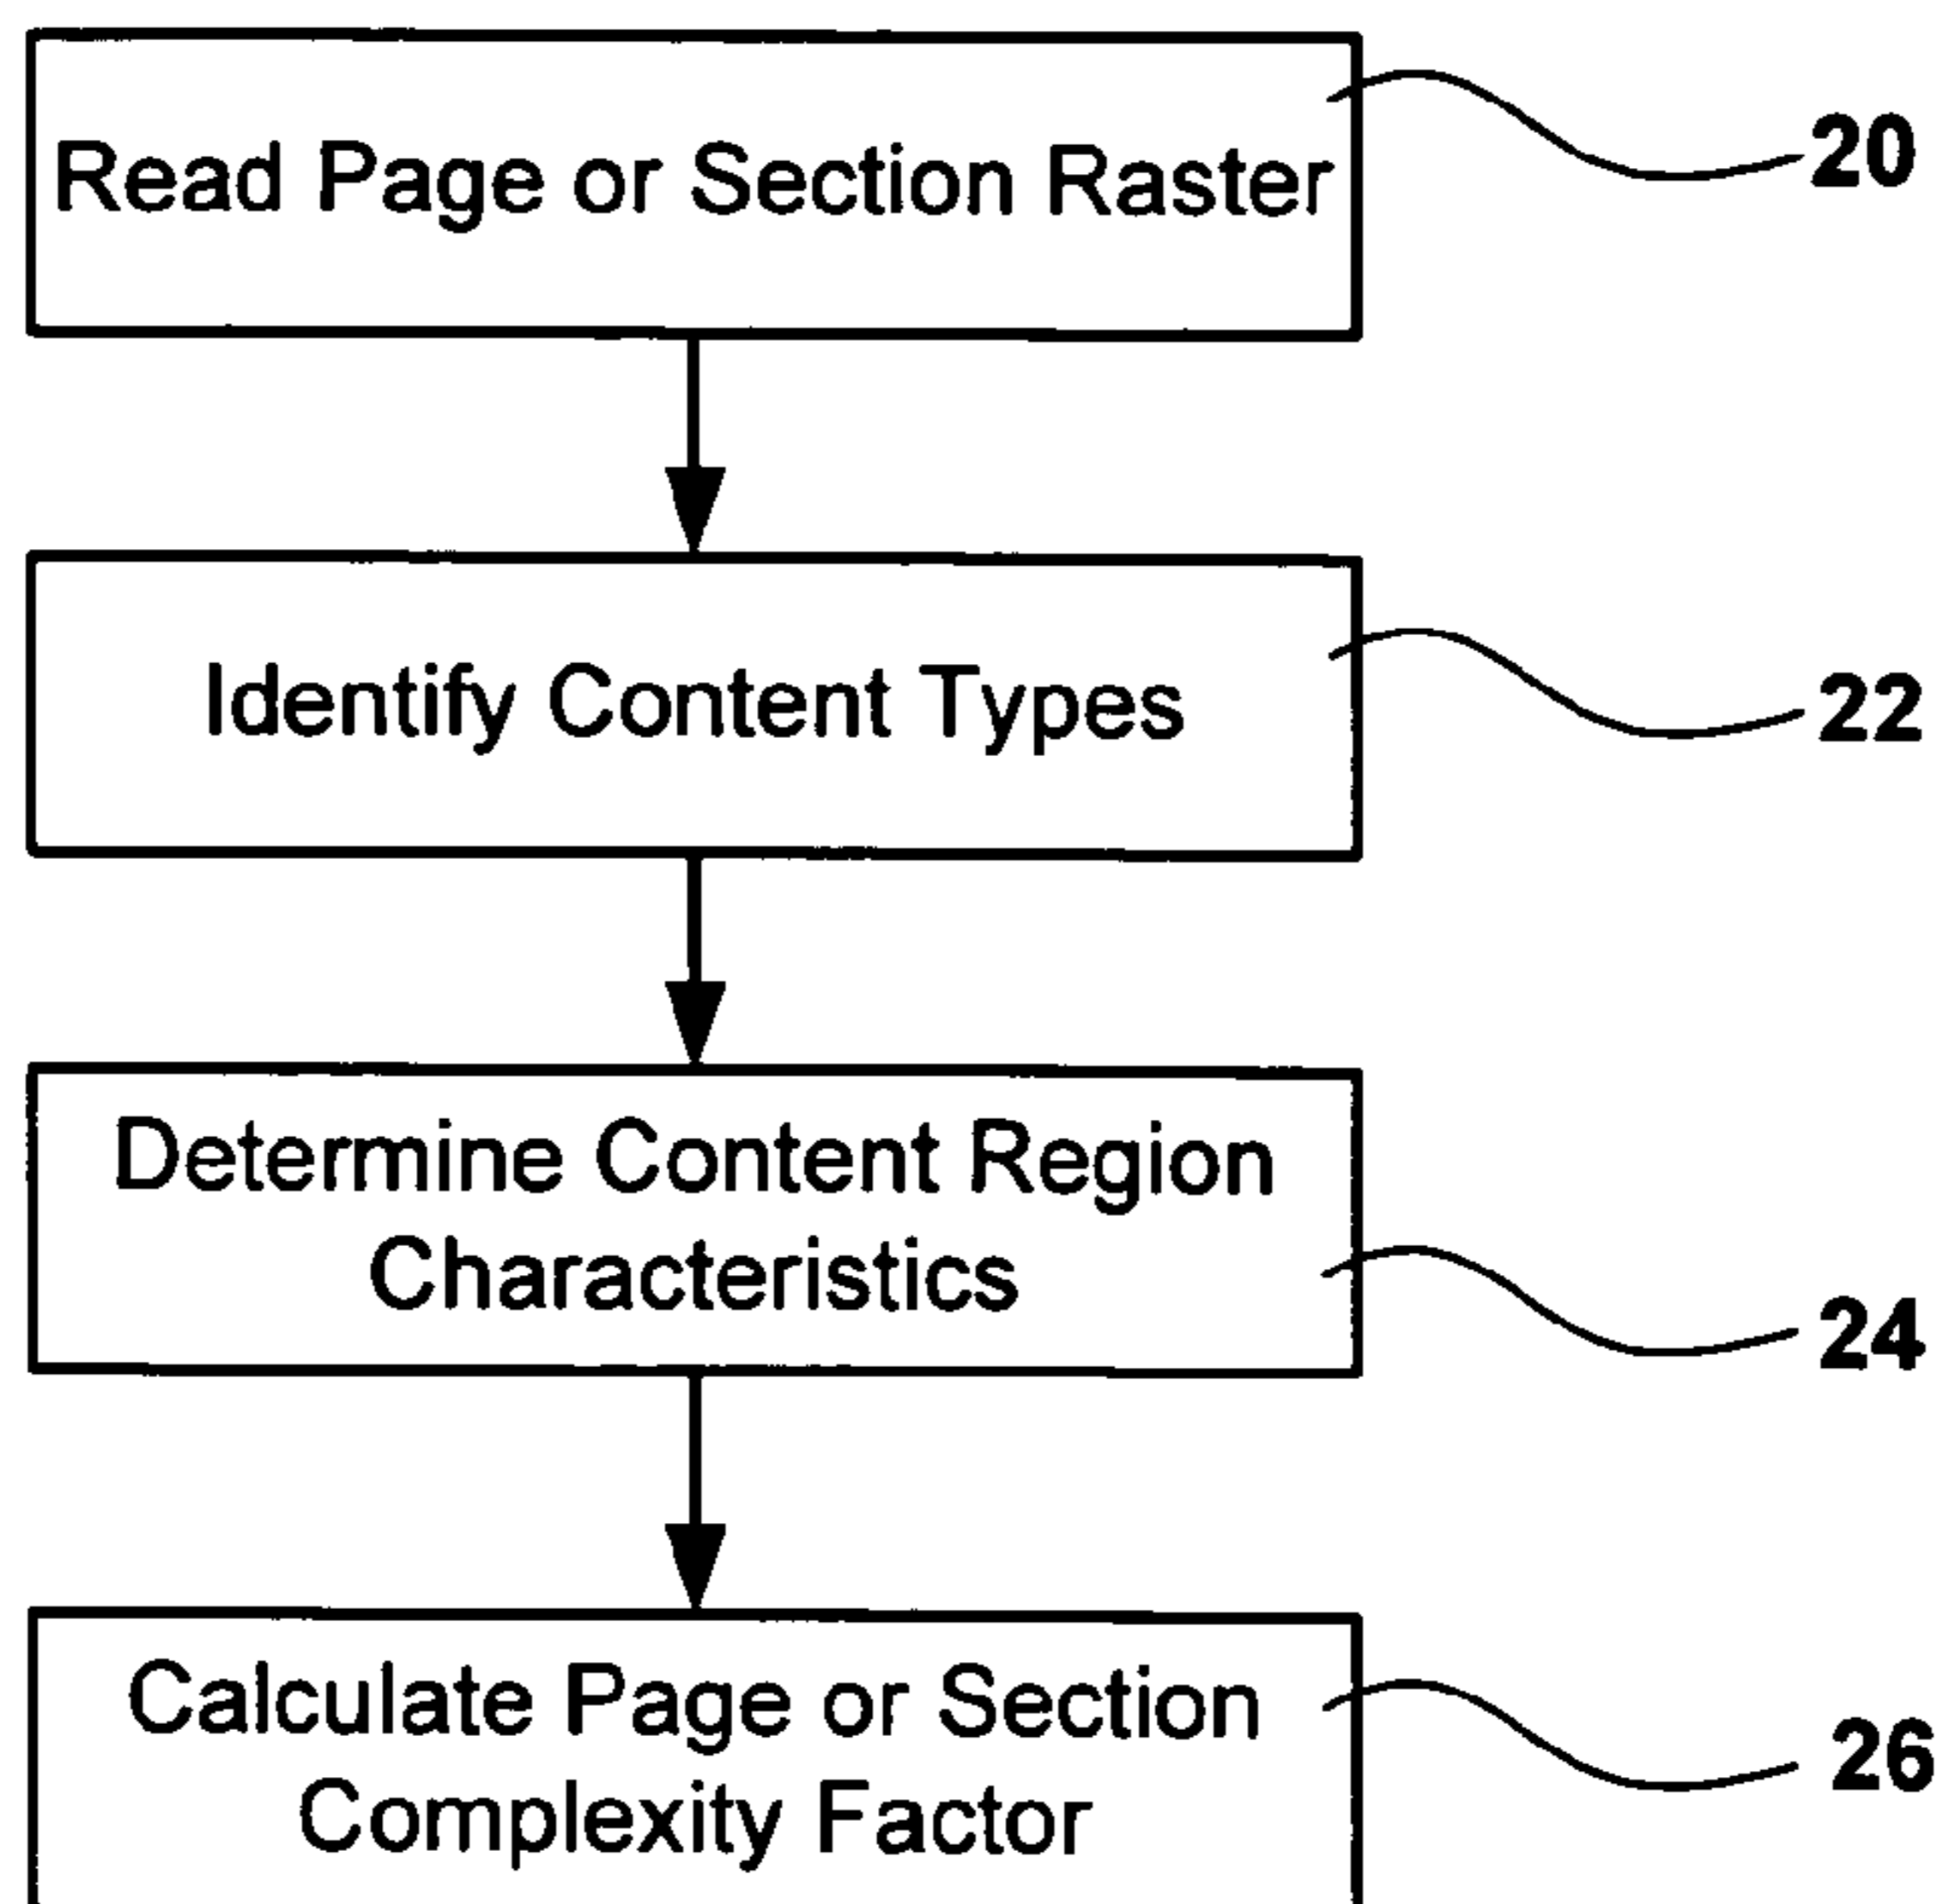 Read Page or Section Raster
20
Identify Content Types
22
Determine Content Region
Characteristics
24
Calculate Page or Section
Complexity Factor
26